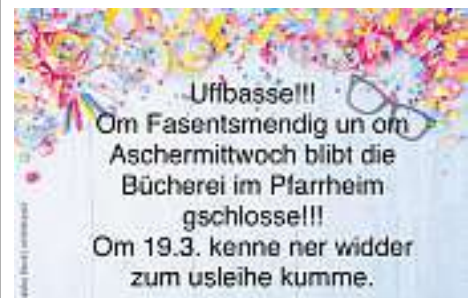 Uffbasse!!!
Om Fasentsmendig un om
Aschermittwoch blibt die
Bücherei im Pfarrheim
gschlosse!!!
Om 19.3. kenne ner widder
zum usleihe kumme.